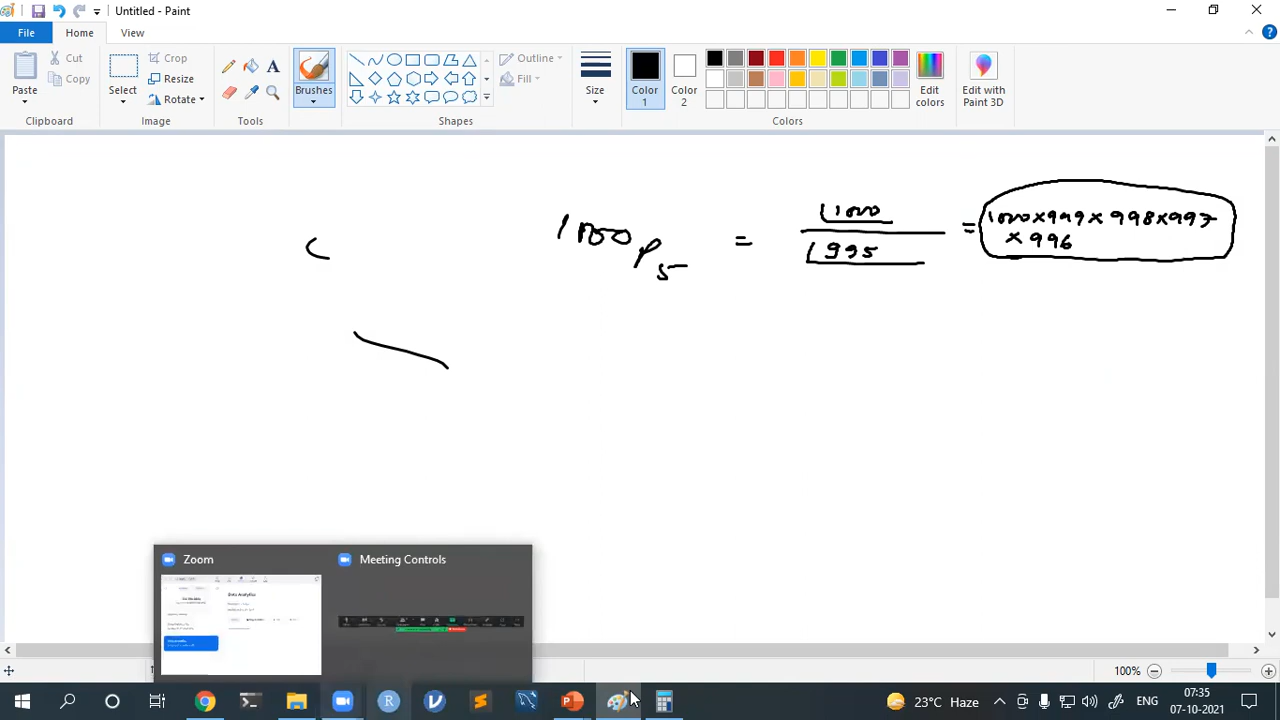 Untitled - Paint
File
Home
View
Paste
Cut
Copy
Clipboard
Select
Crop
Resize
Rotate
Image
A
Tools
Brushes
Outline
Fill
Shapes
Size
Color 1
Color 2
Edit colors
Colors
Edit with Paint 3D
1000P5 = 1000 / 995 = 1000×999×998×997
×996
Zoom
Meeting Controls
Data Analytics
100%
23°C Haze
ENG
07:35
07-10-2021